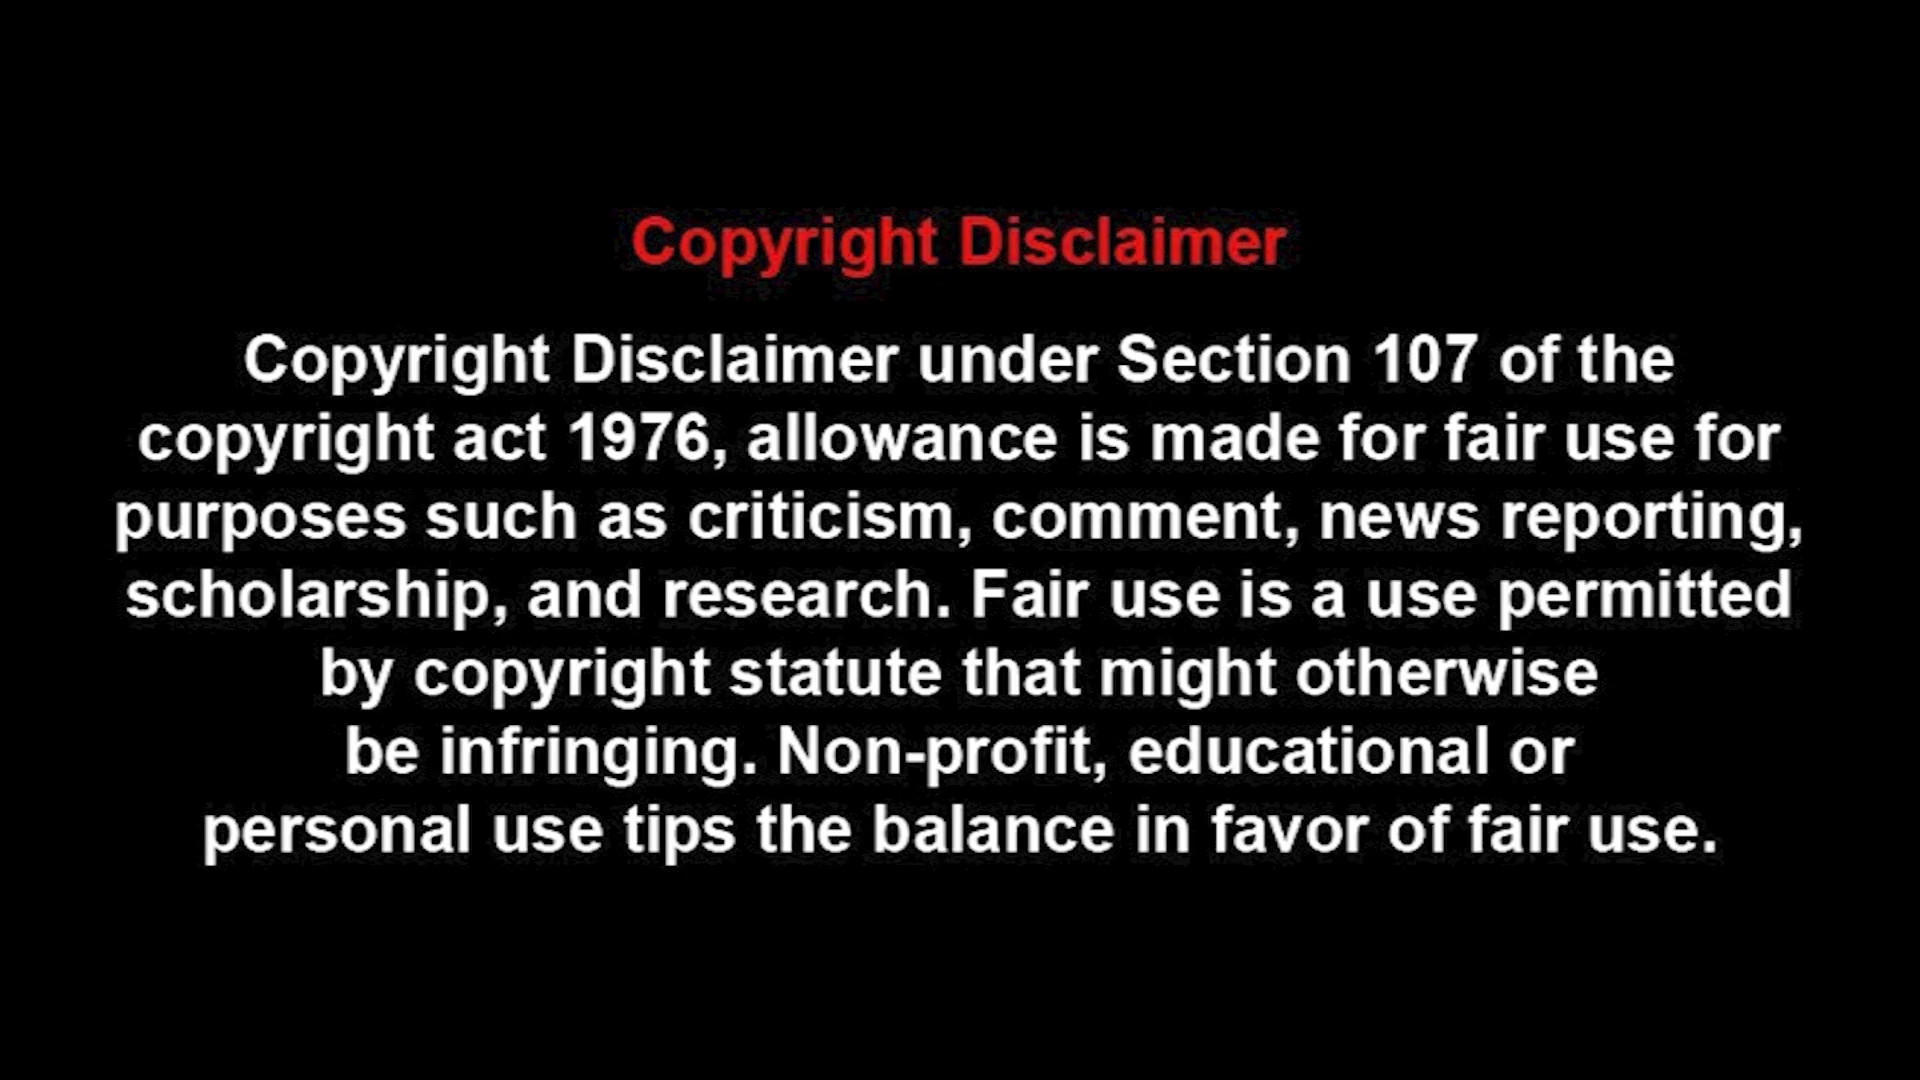 Copyright Disclaimer
Copyright Disclaimer under Section 107 of the
copyright act 1976, allowance is made for fair use for
purposes such as criticism, comment, news reporting,
scholarship, and research. Fair use is a use permitted
by copyright statute that might otherwise
be infringing. Non-profit, educational or
personal use tips the balance in favor of fair use.